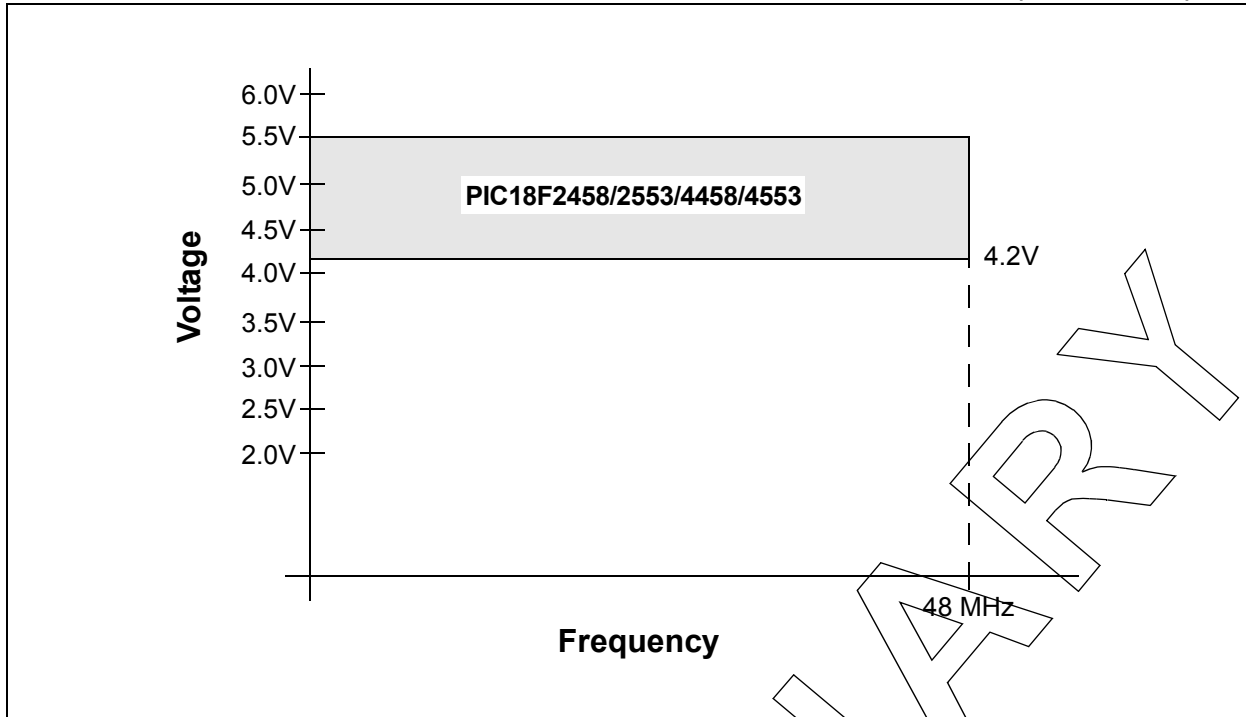 6.0V
5.5V
5.0V
PIC18F2458/2553/4458/4553
4.5V
4.2V
4.0V
3.5V
3.0V
2.5V
2.0V
Voltage
48 MHz
Frequency
ARY